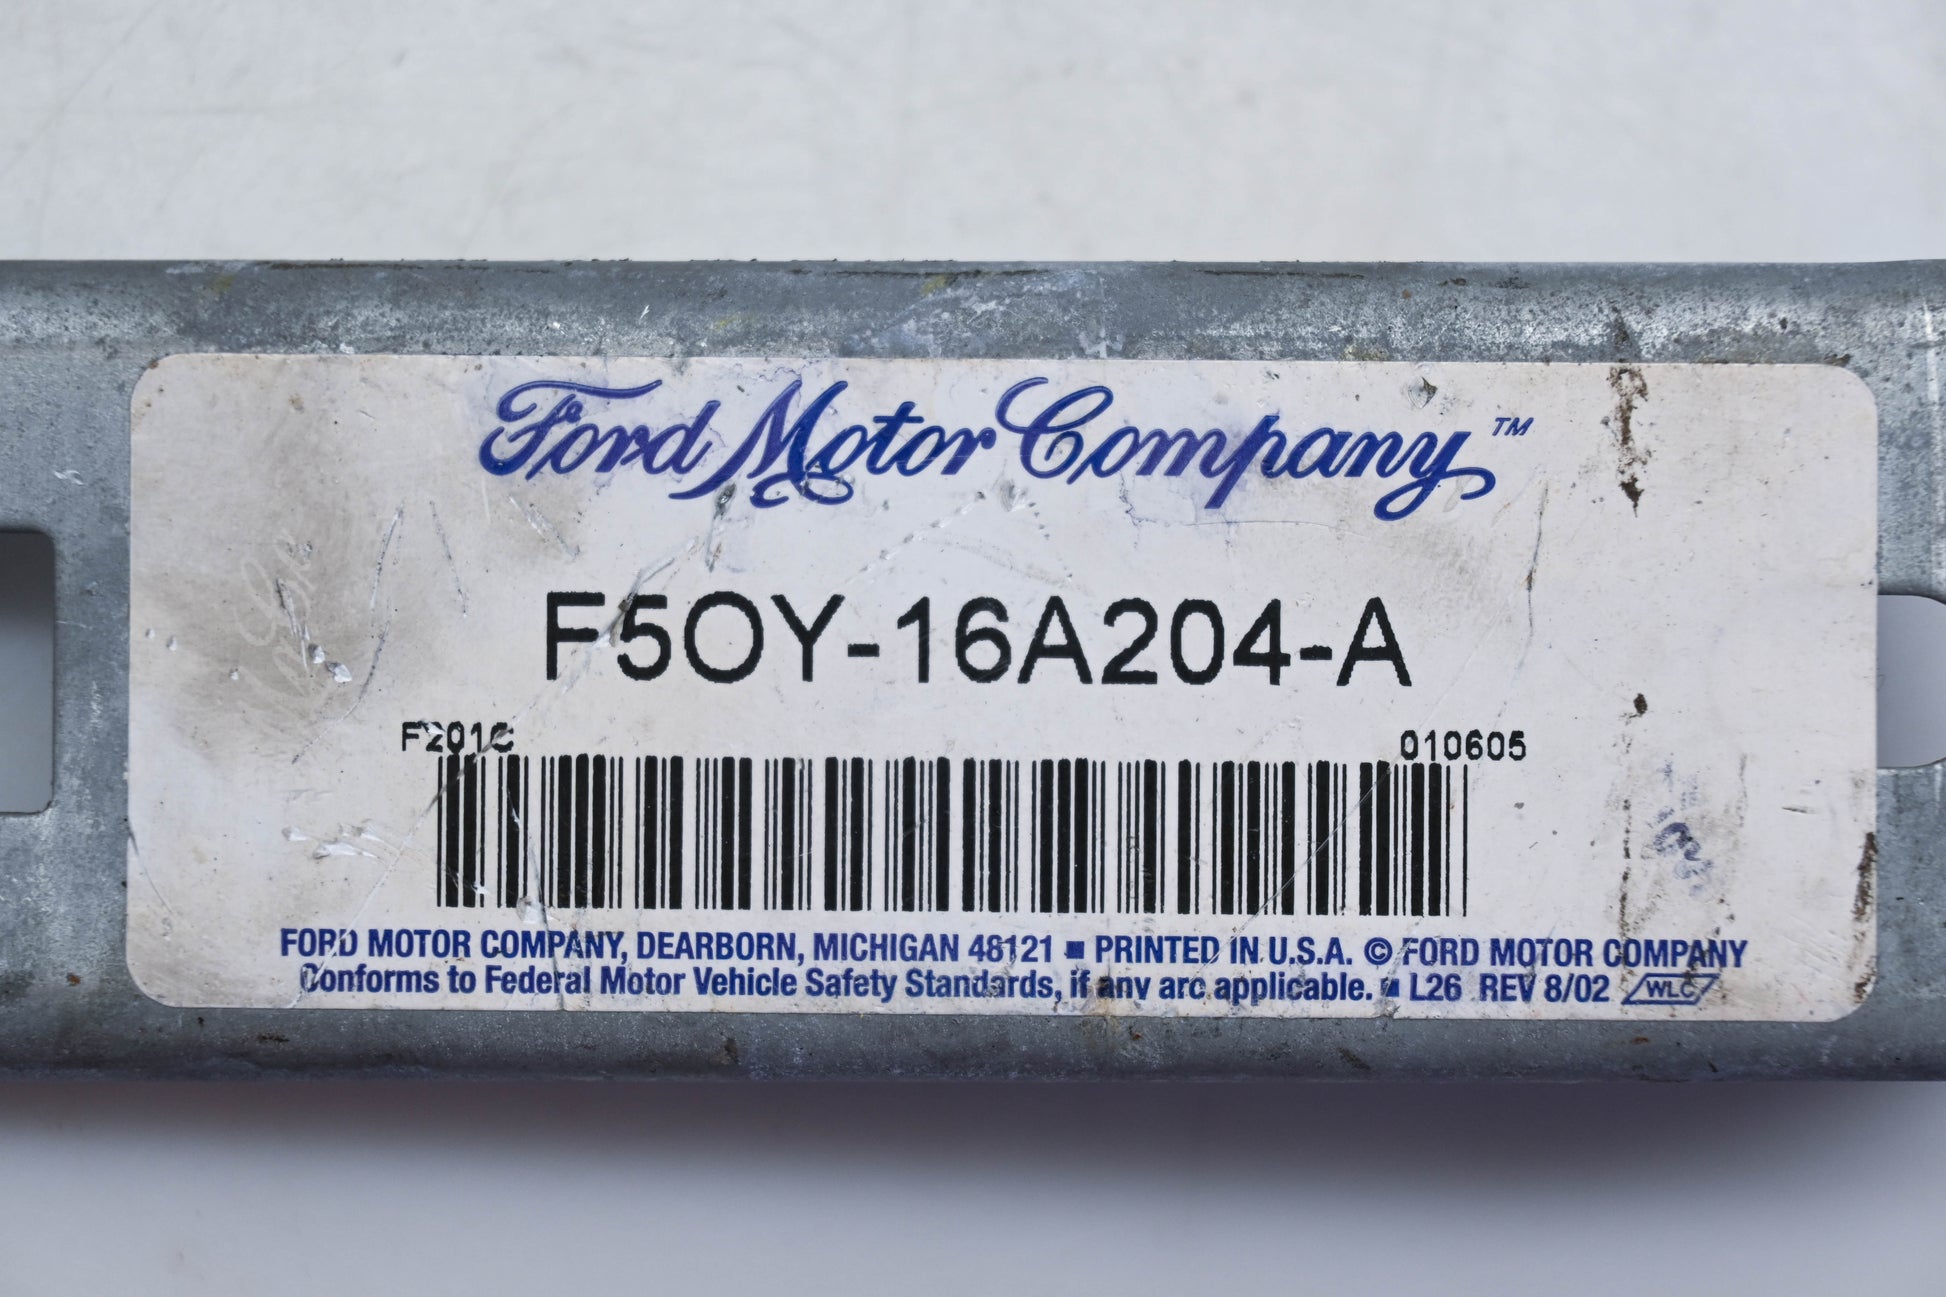 Ford Motor Company™
F5OY-16A204-A
F201C
010605
FORD MOTOR COMPANY, DEARBORN, MICHIGAN 48121 ■ PRINTED IN U.S.A. © FORD MOTOR COMPANY
Conforms to Federal Motor Vehicle Safety Standards, if any are applicable. ■ L26 REV 8/02 WLC